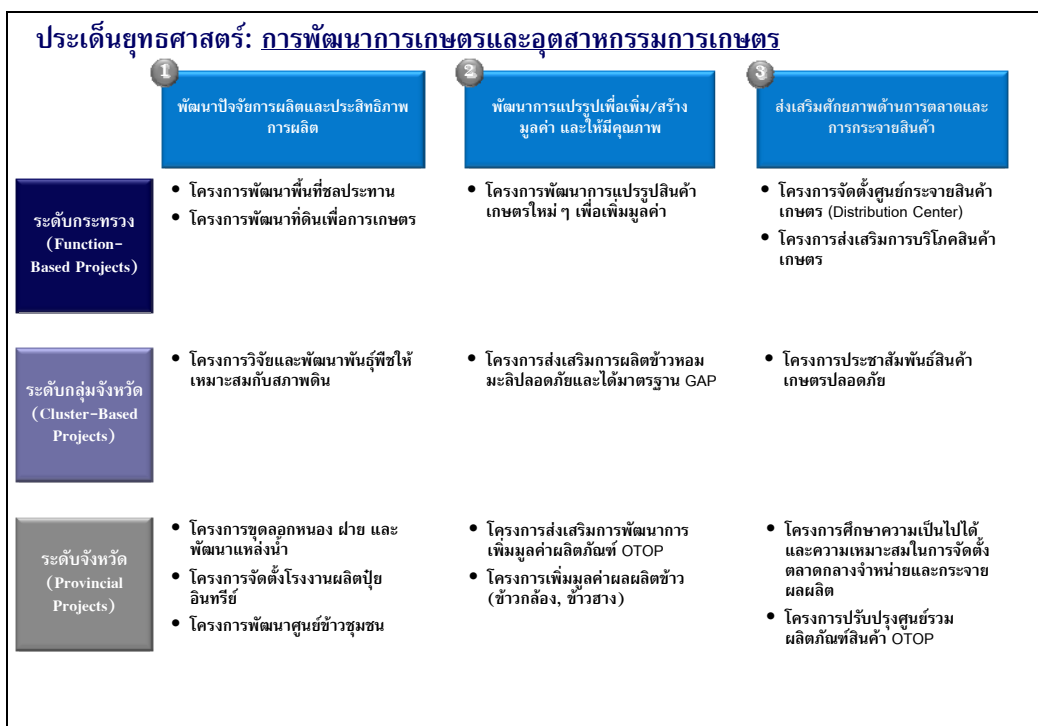 ประเด็นยุทธศาสตร์: การพัฒนาการเกษตรและอุตสาหกรรมการเกษตร
1
พัฒนาปัจจัยการผลิตและประสิทธิภาพ
การผลิต
2
พัฒนาการแปรรูปเพื่อเพิ่ม/สร้าง
มูลค่า และให้มีคุณภาพ
3
ส่งเสริมศักยภาพด้านการตลาดและ
การกระจายสินค้า
ระดับกระทรวง
(Function-
Based Projects)
• โครงการพัฒนาพื้นที่ชลประทาน
• โครงการพัฒนาที่ดินเพื่อการเกษตร
• โครงการพัฒนาการแปรรูปสินค้า
เกษตรใหม่ ๆ เพื่อเพิ่มมูลค่า
• โครงการจัดตั้งศูนย์กระจายสินค้า
เกษตร (Distribution Center)
• โครงการส่งเสริมการบริโภคสินค้า
เกษตร
ระดับกลุ่มจังหวัด
(Cluster-Based
Projects)
• โครงการวิจัยและพัฒนาพันธุ์พืชให้
เหมาะสมกับสภาพดิน
• โครงการส่งเสริมการผลิตข้าวหอม
มะลิปลอดภัยและได้มาตรฐาน GAP
• โครงการประชาสัมพันธ์สินค้า
เกษตรปลอดภัย
ระดับจังหวัด
(Provincial
Projects)
• โครงการขุดลอกหนอง ฝาย และ
พัฒนาแหล่งน้ำ
• โครงการจัดตั้งโรงงานผลิตปุ๋ย
อินทรีย์
• โครงการพัฒนาศูนย์ข้าวชุมชน
• โครงการส่งเสริมการพัฒนาการ
เพิ่มมูลค่าผลิตภัณฑ์ OTOP
• โครงการเพิ่มมูลค่าผลผลิตข้าว
(ข้าวกล้อง, ข้าวฮาง)
• โครงการศึกษาความเป็นไปได้
และความเหมาะสมในการจัดตั้ง
ตลาดกลางจำหน่ายและกระจาย
ผลผลิต
• โครงการปรับปรุงศูนย์รวม
ผลิตภัณฑ์สินค้า OTOP